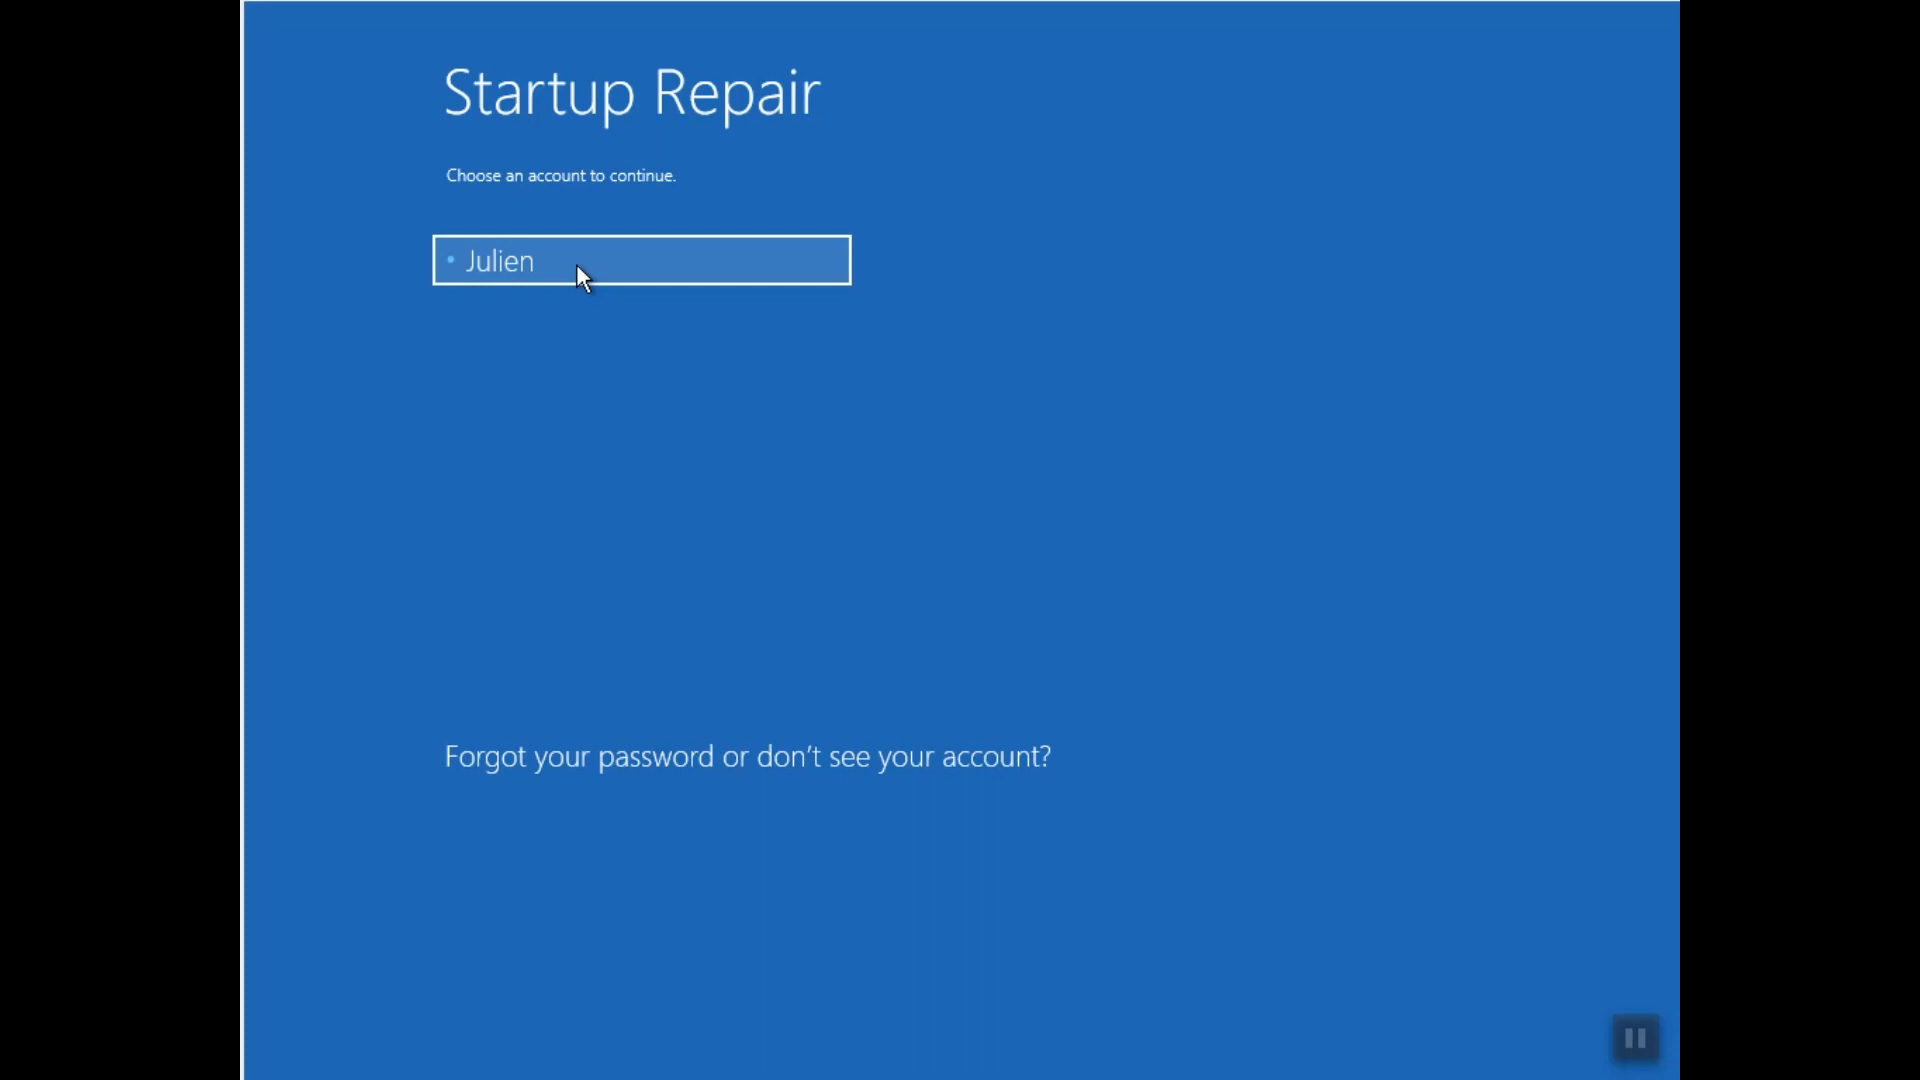 Startup Repair
Choose an account to continue.
Julien
Forgot your password or don't see your account?